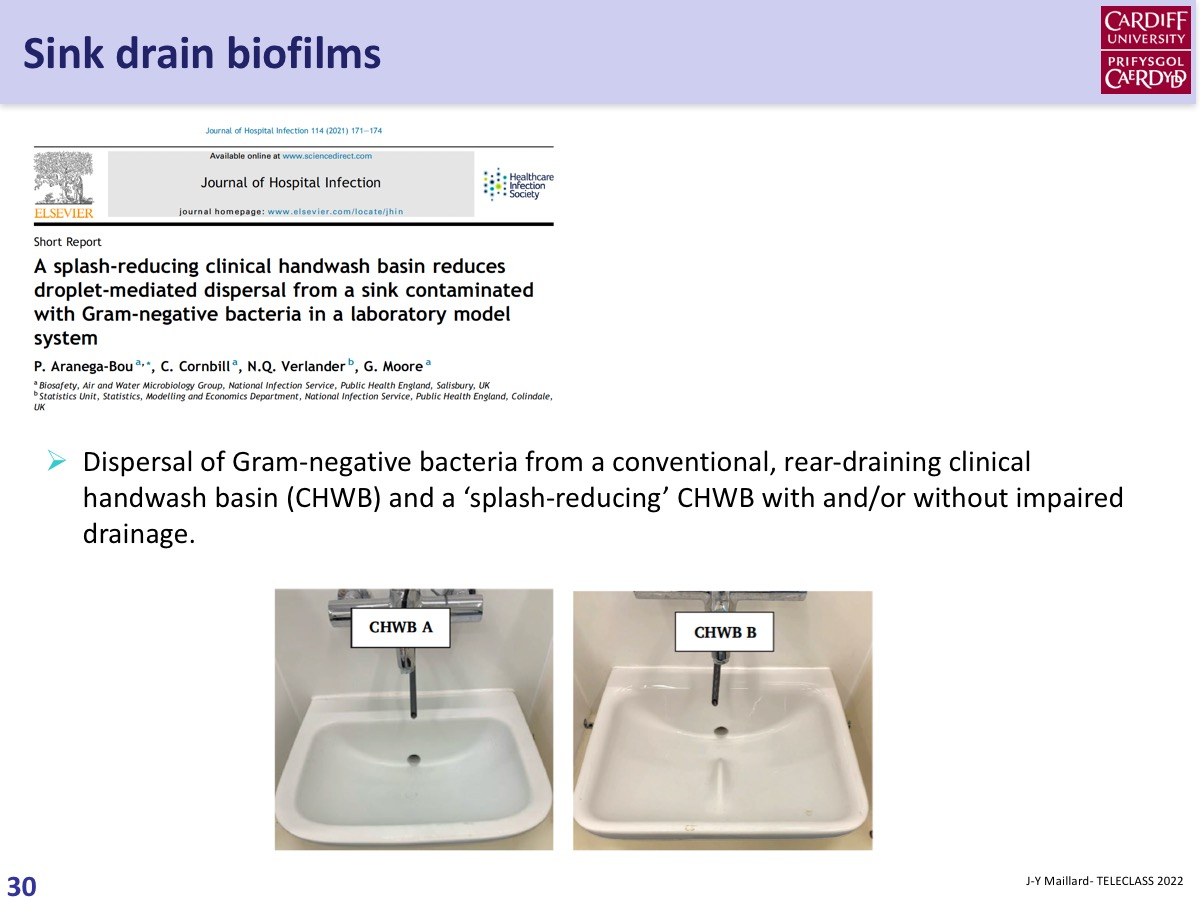 Sink drain biofilms
CARDIFF
UNIVERSITY
PRIFYSGOL
CAERDYDD
Journal of Hospital Infection 114 (2021) 171–174
Available online at www.sciencedirect.com
Journal of Hospital Infection
journal homepage: www.elsevier.com/locate/jhin
ELSEVIER
Healthcare
Infection
Society
Short Report
A splash-reducing clinical handwash basin reduces
droplet-mediated dispersal from a sink contaminated
with Gram-negative bacteria in a laboratory model
system
P. Aranega-Bou a,*, C. Cornbill a, N.Q. Verlander b, G. Moore a
a Biosafety, Air and Water Microbiology Group, National Infection Service, Public Health England, Salisbury, UK
b Statistics Unit, Statistics, Modelling and Economics Department, National Infection Service, Public Health England, Colindale,
UK
➢ Dispersal of Gram-negative bacteria from a conventional, rear-draining clinical
handwash basin (CHWB) and a ‘splash-reducing’ CHWB with and/or without impaired
drainage.
CHWB A
CHWB B
30
J-Y Maillard- TELECLASS 2022